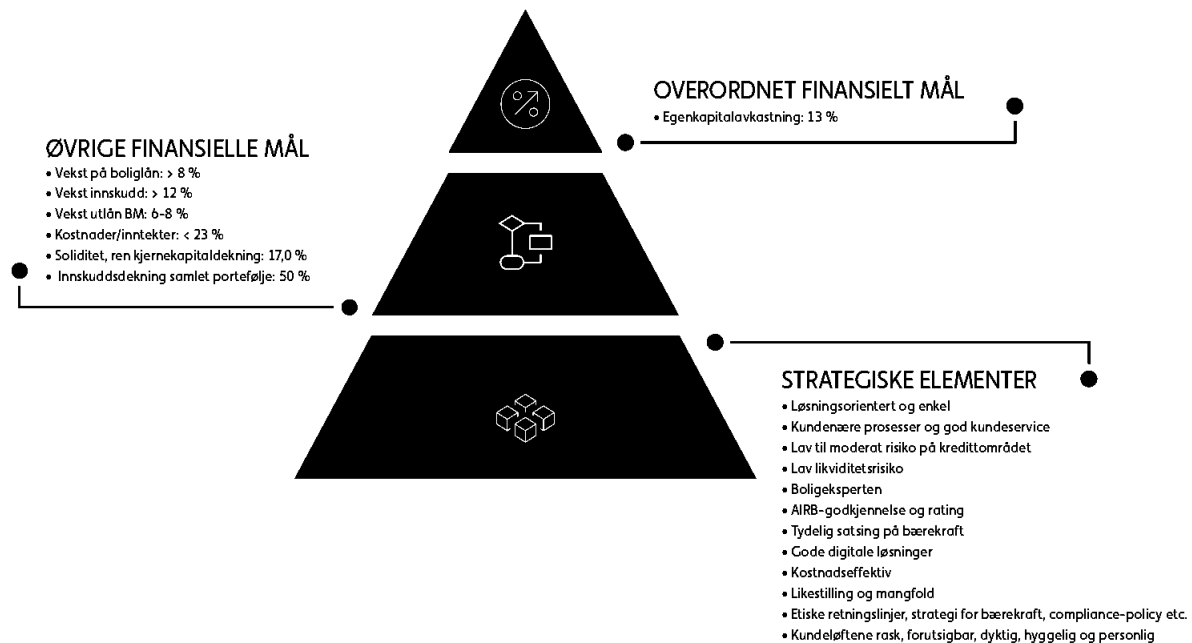 OVERORDNET FINANSIELT MÅL
• Egenkapitalavkastning: 13 %
ØVRIGE FINANSIELLE MÅL
• Vekst på boliglån: > 8 %
• Vekst innskudd: > 12 %
• Vekst utlån BM: 6-8 %
• Kostnader/inntekter: < 23 %
• Soliditet, ren kjernekapitaldekning: 17,0 %
• Innskuddsdekning samlet portefølje: 50 %
STRATEGISKE ELEMENTER
• Løsningsorientert og enkel
• Kundenære prosesser og god kundeservice
• Lav til moderat risiko på kredittområdet
• Lav likviditetsrisiko
• Boligeksperten
• AIRB-godkjennelse og rating
• Tydelig satsing på bærekraft
• Gode digitale løsninger
• Kostnadseffektiv
• Likestilling og mangfold
• Etiske retningslinjer, strategi for bærekraft, compliance-policy etc.
• Kundeløftene rask, forutsigbar, dyktig, hyggelig og personlig